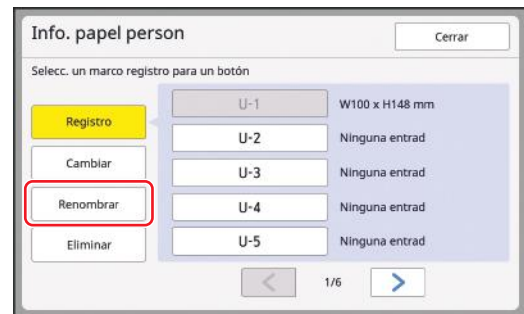 Info. papel person
Cerrar
Selecc. un marco registro para un botón
Registro
Cambiar
Renombrar
Eliminar
U-1 W100 x H148 mm
U-2 Ninguna entrad
U-3 Ninguna entrad
U-4 Ninguna entrad
U-5 Ninguna entrad
1/6